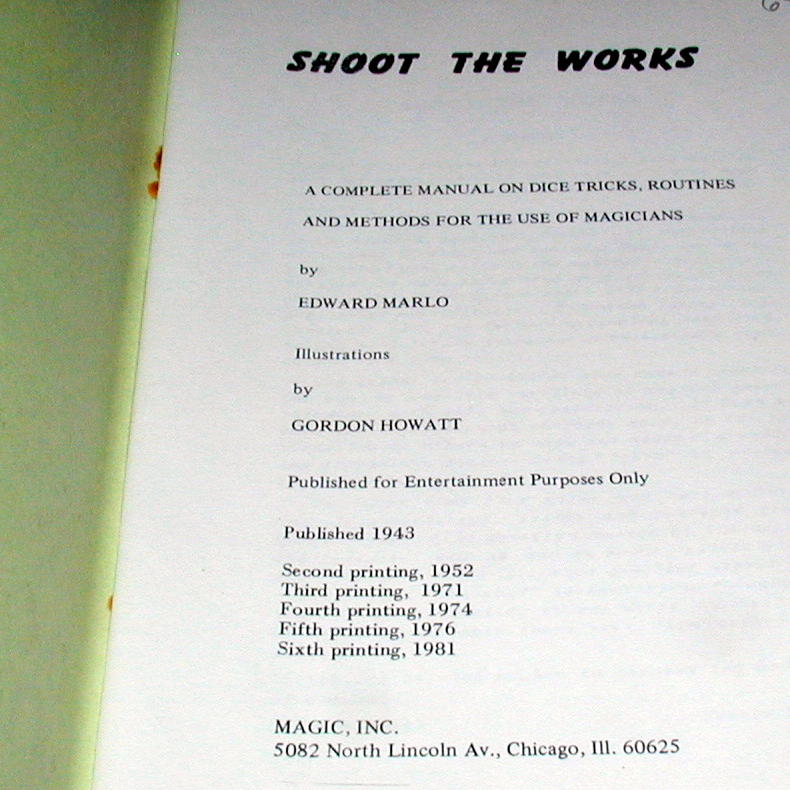 SHOOT THE WORKS
A COMPLETE MANUAL ON DICE TRICKS, ROUTINES
AND METHODS FOR THE USE OF MAGICIANS
by
EDWARD MARLO
Illustrations
by
GORDON HOWATT
Published for Entertainment Purposes Only
Published 1943
Second printing, 1952
Third printing, 1971
Fourth printing, 1974
Fifth printing, 1976
Sixth printing, 1981
MAGIC, INC.
5082 North Lincoln Av., Chicago, Ill. 60625